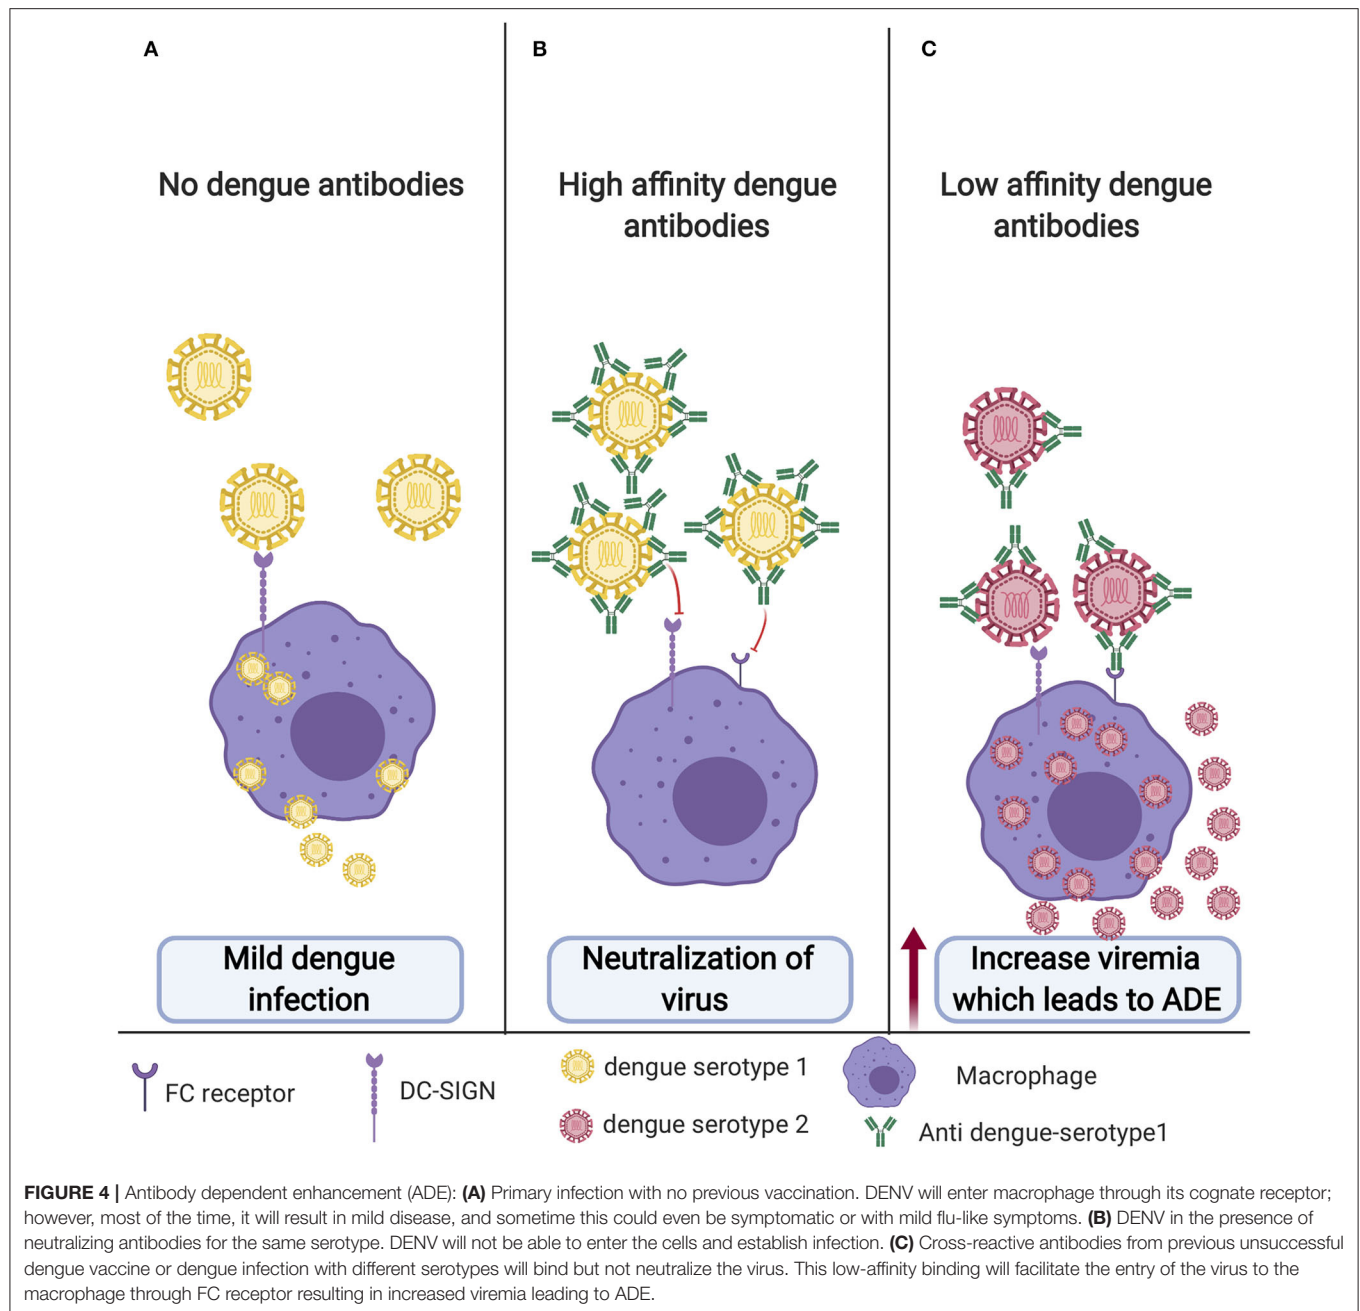 A
B
C
No dengue antibodies
High affinity dengue
antibodies
Low affinity dengue
antibodies
Mild dengue
infection
Neutralization of
virus
Increase viremia
which leads to ADE
FC receptor
DC-SIGN
dengue serotype 1
dengue serotype 2
Macrophage
Anti dengue-serotype1
FIGURE 4 | Antibody dependent enhancement (ADE): (A) Primary infection with no previous vaccination. DENV will enter macrophage through its cognate receptor;
however, most of the time, it will result in mild disease, and sometime this could even be symptomatic or with mild flu-like symptoms. (B) DENV in the presence of
neutralizing antibodies for the same serotype. DENV will not be able to enter the cells and establish infection. (C) Cross-reactive antibodies from previous unsuccessful
dengue vaccine or dengue infection with different serotypes will bind but not neutralize the virus. This low-affinity binding will facilitate the entry of the virus to the
macrophage through FC receptor resulting in increased viremia leading to ADE.